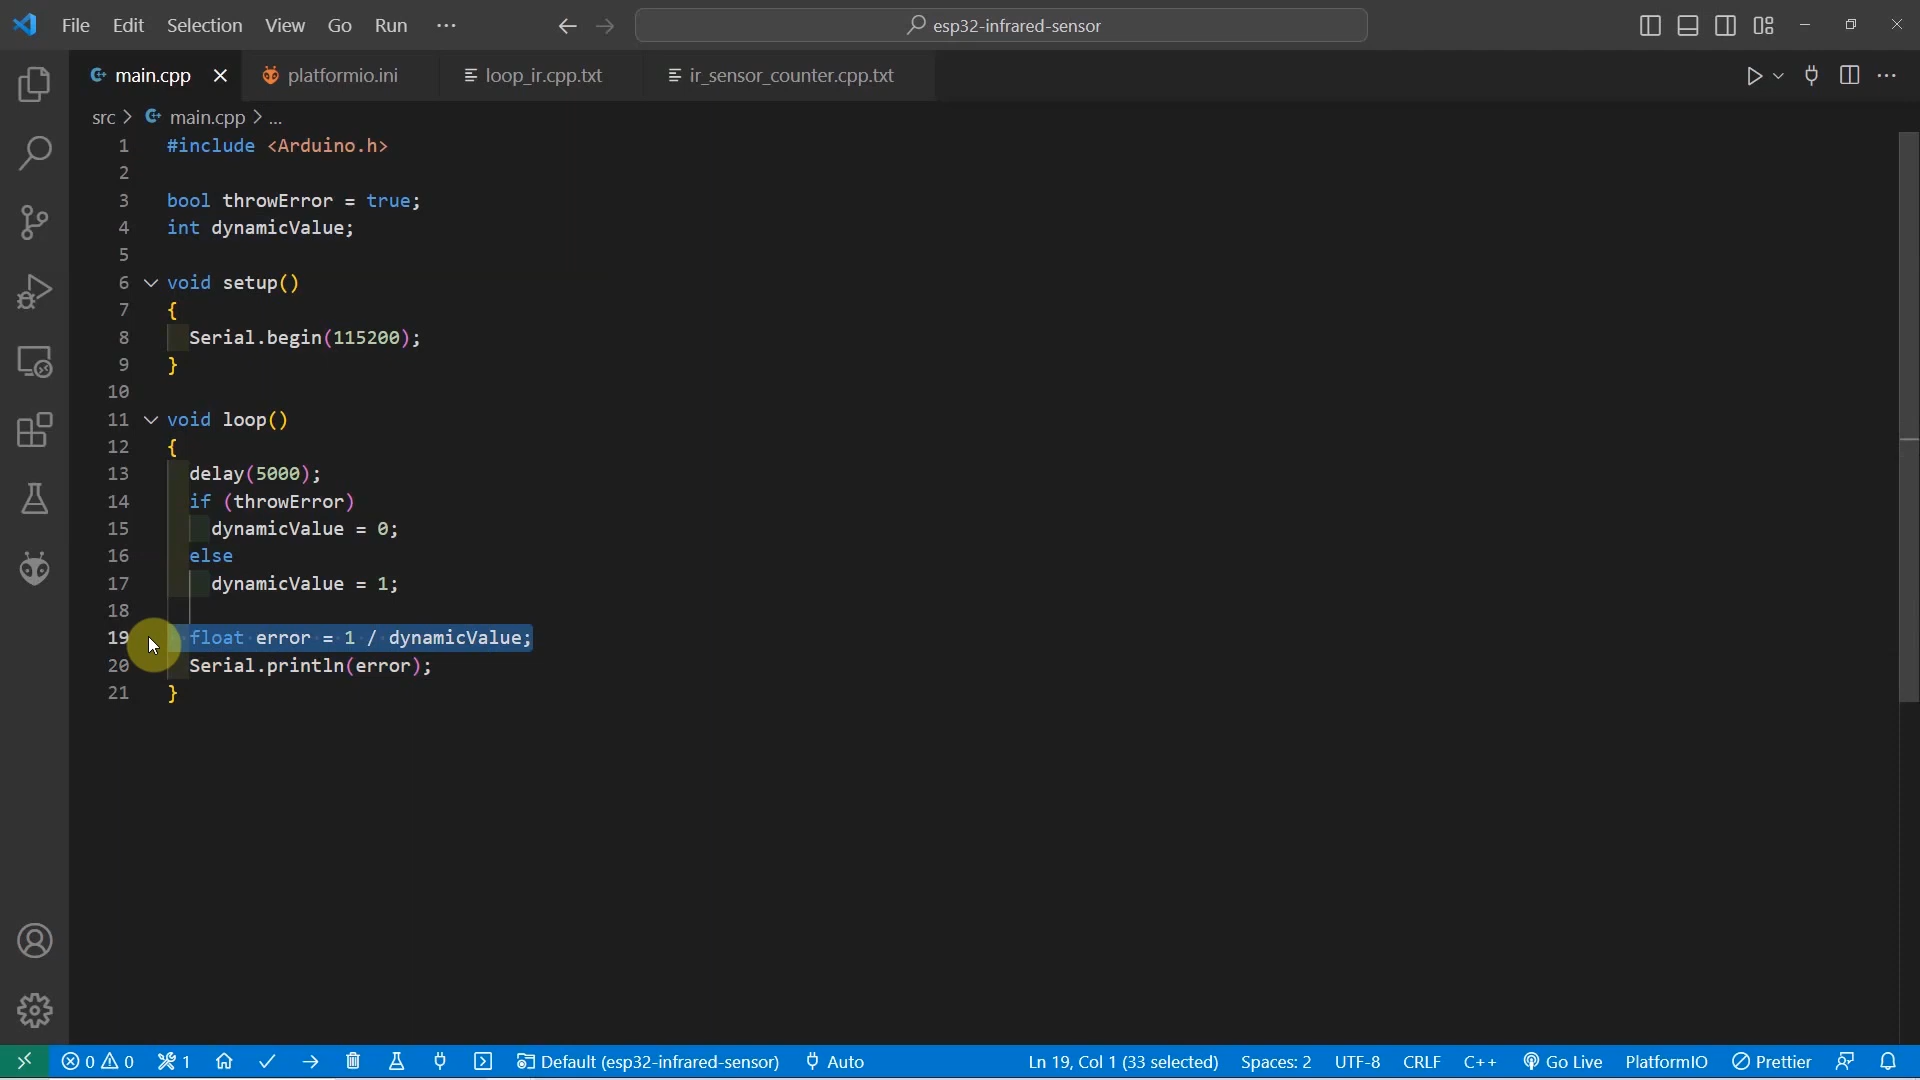 File Edit Selection View Go Run ··· esp32-infrared-sensor
main.cpp platformio.ini loop_ir.cpp.txt ir_sensor_counter.cpp.txt
src > main.cpp > ...
1 #include <Arduino.h>
2
3 bool throwError = true;
4 int dynamicValue;
5
6 void setup()
7 {
8 Serial.begin(115200);
9 }
10
11 void loop()
12 {
13 delay(5000);
14 if (throwError)
15 dynamicValue = 0;
16 else
17 dynamicValue = 1;
18
19 float error = 1 / dynamicValue;
20 Serial.println(error);
21 }
0 0 1 Default (esp32-infrared-sensor) Auto Ln 19, Col 1 (33 selected) Spaces: 2 UTF-8 CRLF C++ Go Live PlatformIO Prettier